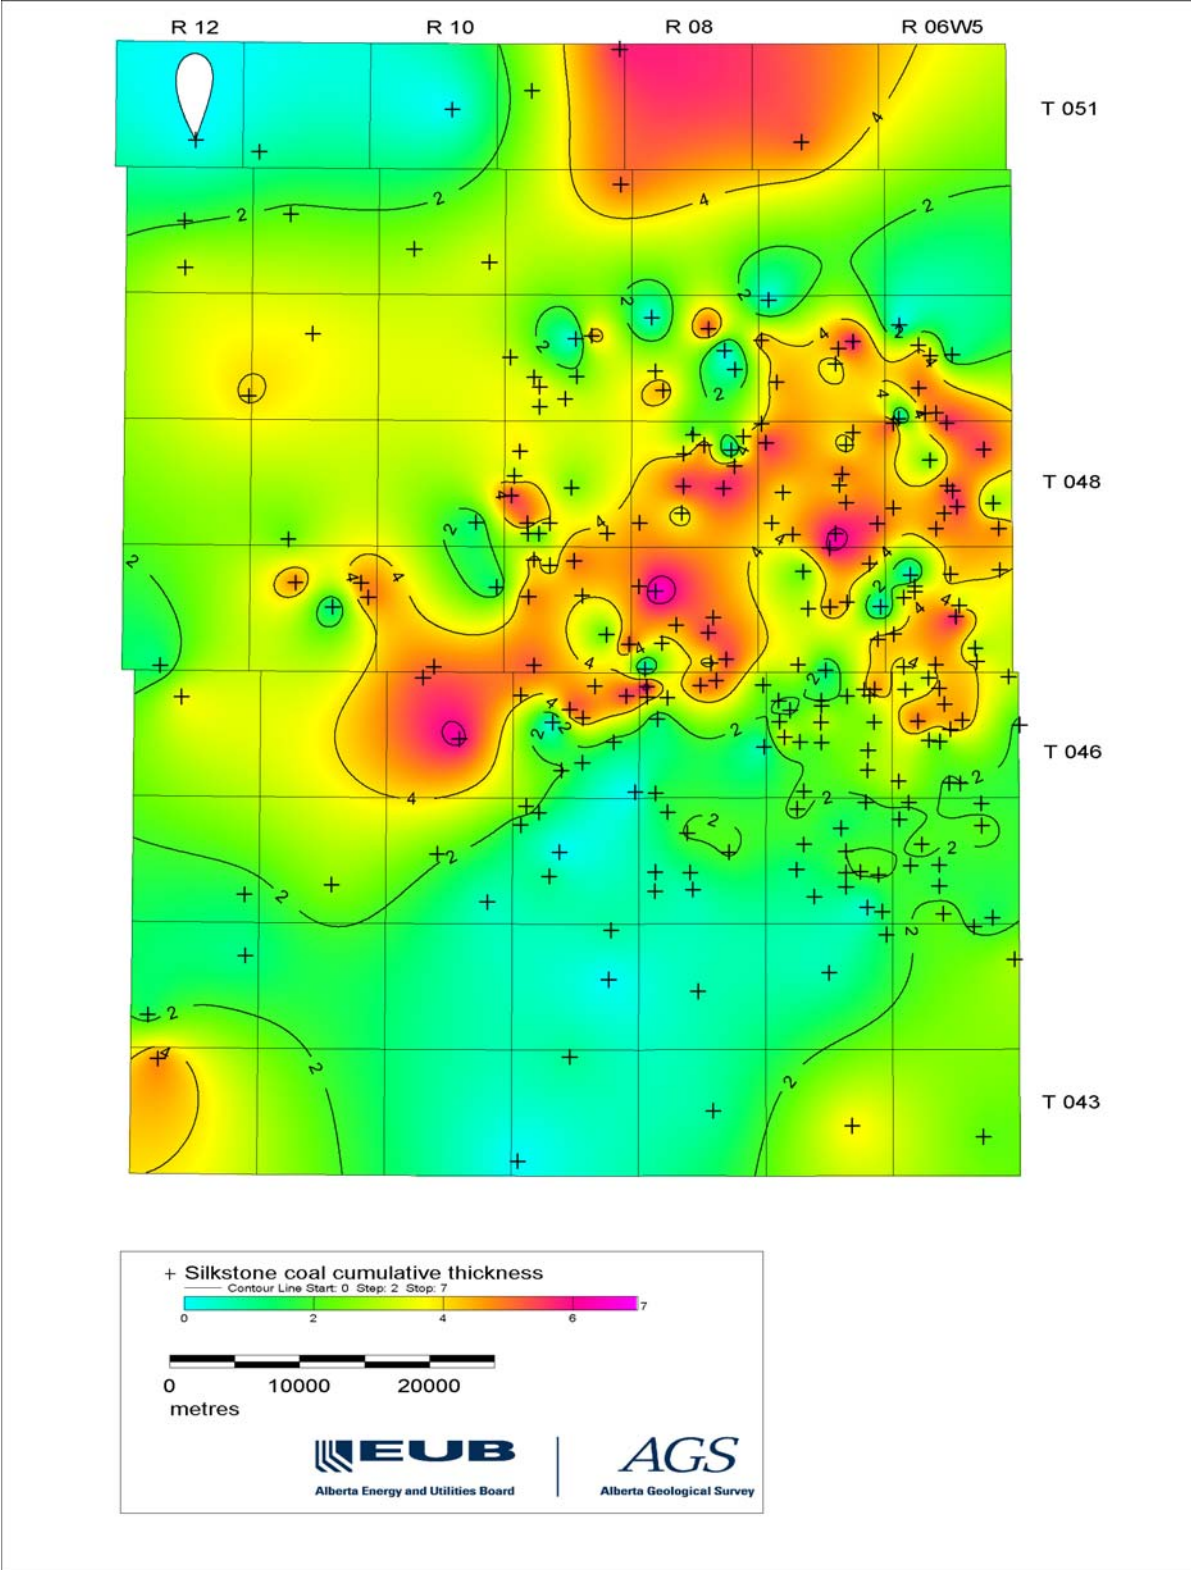 R 12 R 10 R 08 R 06W5
T 051
T 048
T 046
T 043
+ Silkstone coal cumulative thickness
Contour Line Start: 0 Step: 2 Stop: 7
7
0 2 4 6
0 10000 20000
metres
EUB AGS
Alberta Energy and Utilities Board Alberta Geological Survey